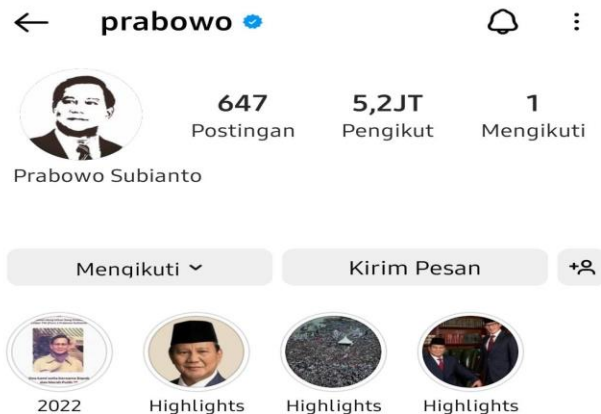 prabowo
647 5,2JT 1
Postingan Pengikut Mengikuti
Prabowo Subianto
Mengikuti Kirim Pesan
2022 Highlights Highlights Highlights